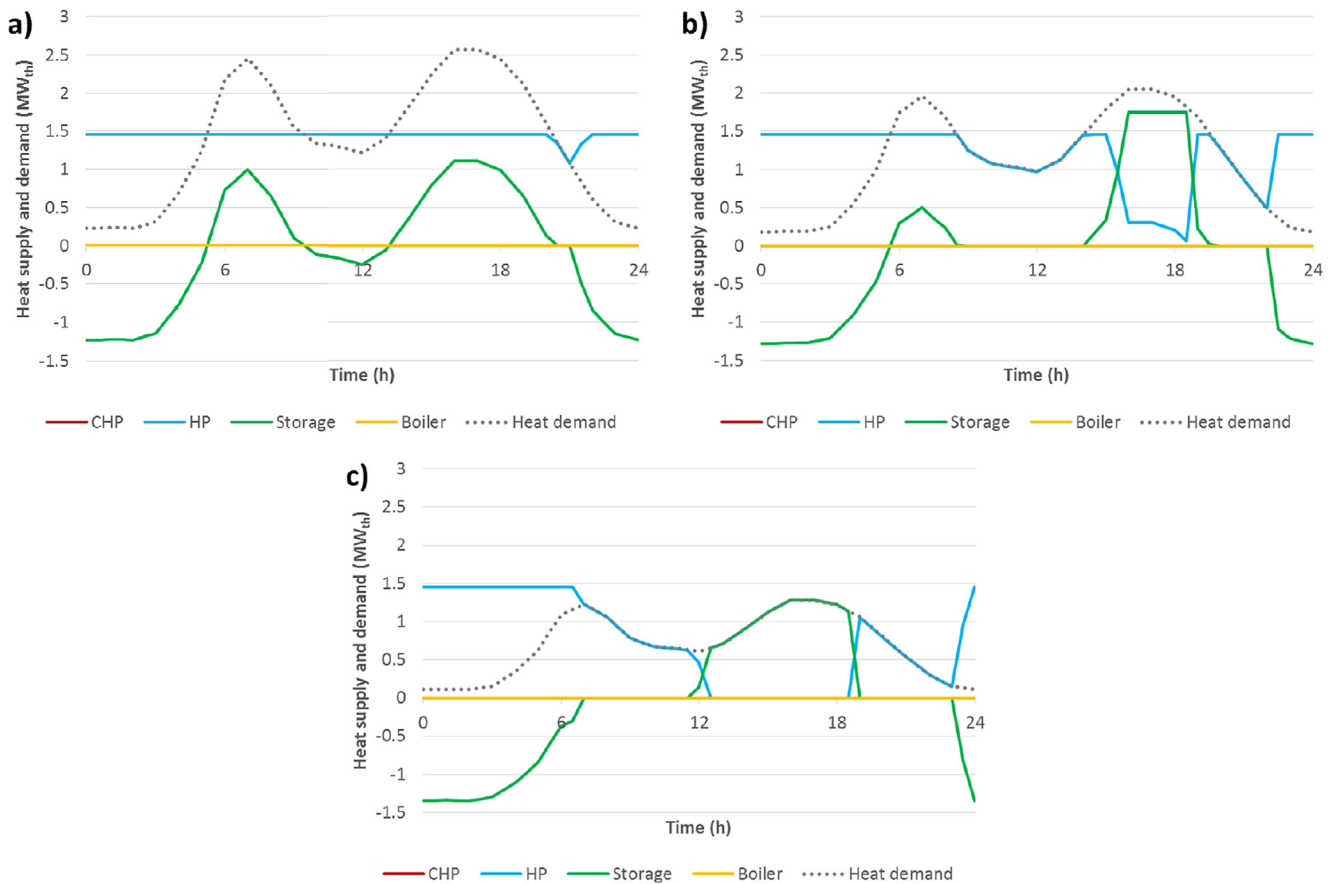 a)
Heat supply and demand (MWth)
3
2.5
2
1.5
1
0.5
0
-0.5
-1
-1.5
0 6 12 18 24
Time (h)
CHP HP Storage Boiler Heat demand
b)
Heat supply and demand (MWth)
3
2.5
2
1.5
1
0.5
0
-0.5
-1
-1.5
0 6 12 18 24
Time (h)
CHP HP Storage Boiler Heat demand
c)
Heat supply and demand (MWth)
3
2.5
2
1.5
1
0.5
0
-0.5
-1
-1.5
0 6 12 18 24
Time (h)
CHP HP Storage Boiler Heat demand